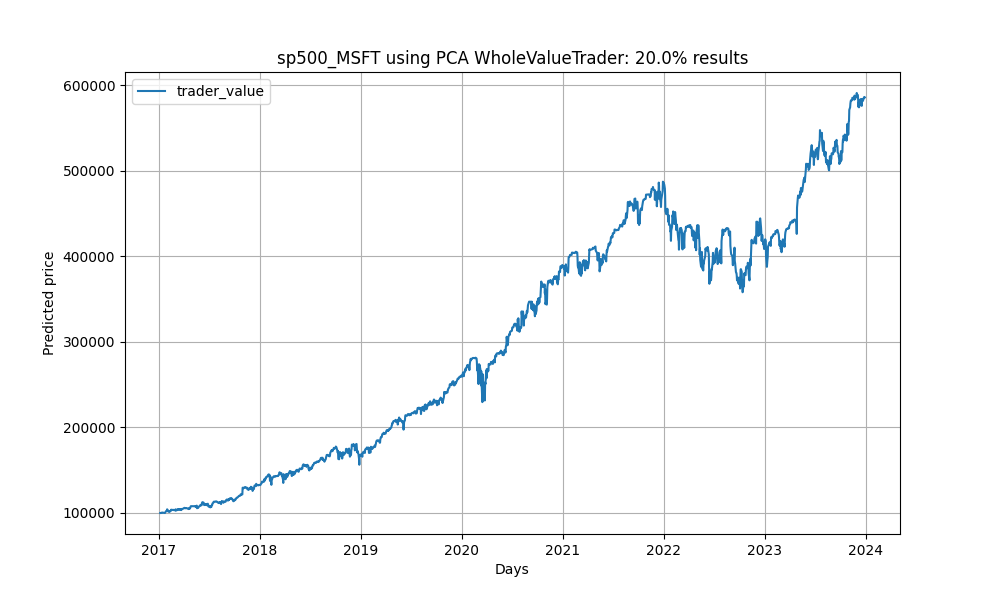 sp500_MSFT using PCA WholeValueTrader: 20.0% results
trader_value
600000
500000
400000
300000
200000
100000
Predicted price
2017 2018 2019 2020 2021 2022 2023 2024
Days